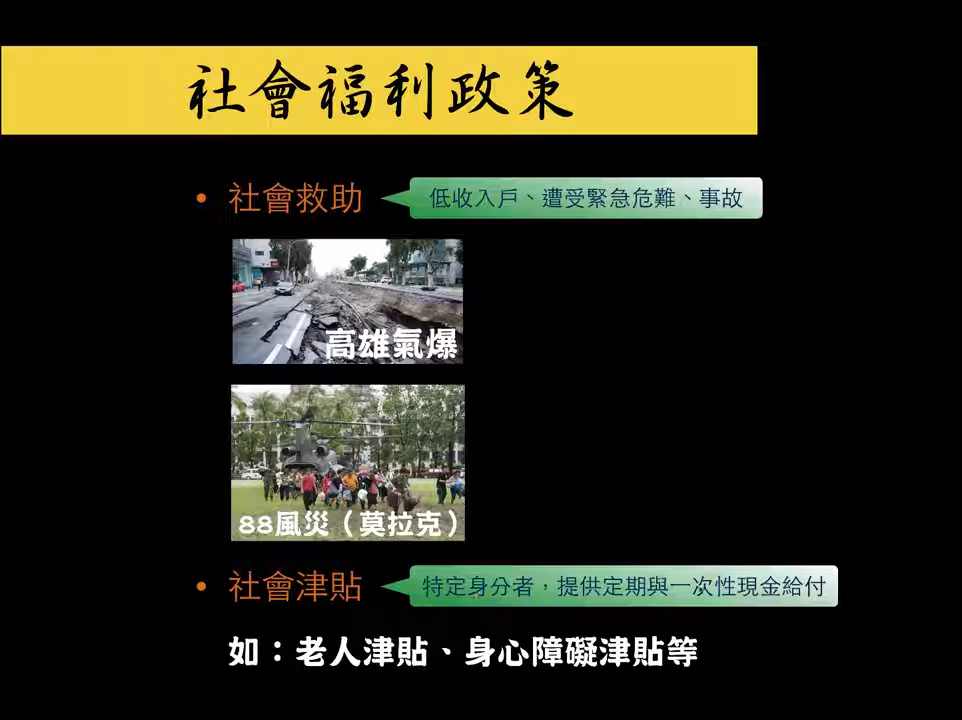 社會福利政策
• 社會救助
低收入戶、遭受緊急危難、事故
高雄氣爆
88風災（莫拉克）
• 社會津貼
特定身分者，提供定期與一次性現金給付
如：老人津貼、身心障礙津貼等